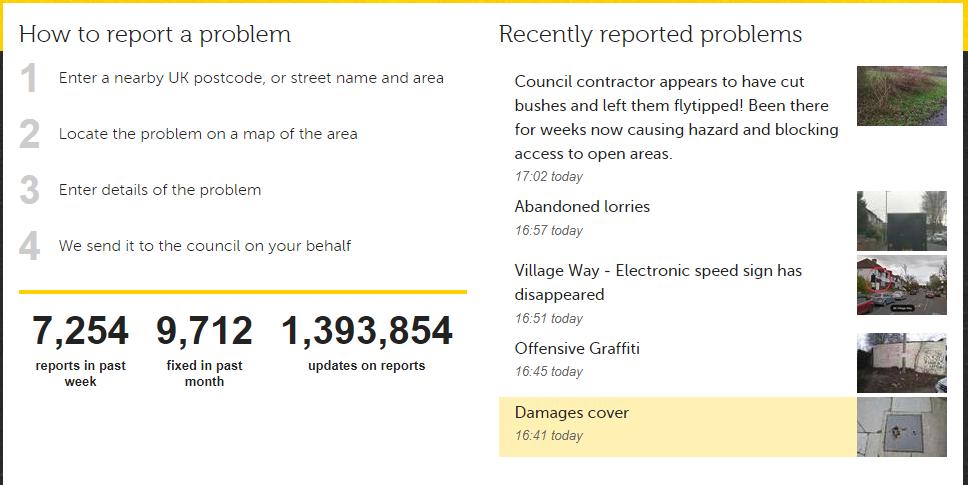 How to report a problem
1
Enter a nearby UK postcode, or street name and area
2
Locate the problem on a map of the area
3
Enter details of the problem
4
We send it to the council on your behalf
7,254
reports in past
week
9,712
fixed in past
month
1,393,854
updates on reports
Recently reported problems
Council contractor appears to have cut
bushes and left them flytipped! Been there
for weeks now causing hazard and blocking
access to open areas.
17:02 today
Abandoned lorries
16:57 today
Village Way - Electronic speed sign has
disappeared
16:51 today
Offensive Graffiti
16:45 today
Damages cover
16:41 today